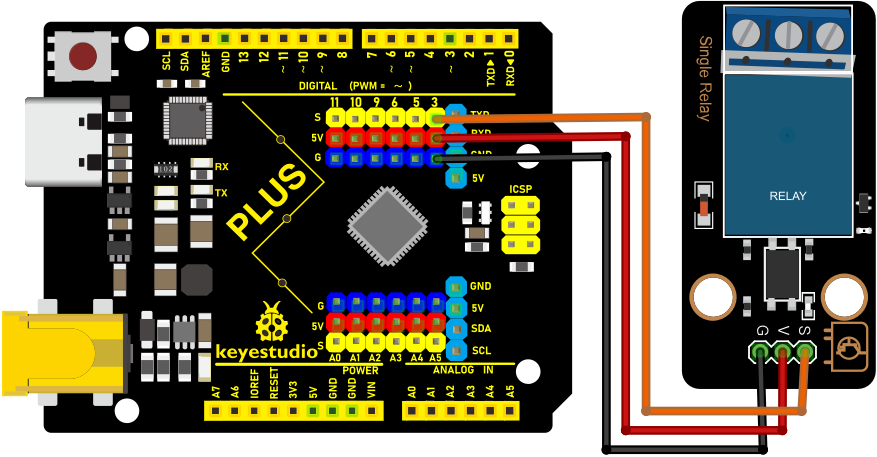 SCL SDA AREF GND 13 12 ~11 ~10 ~9 8 7 ~6 ~5 4 ~3 2 TXD▶1 RXD◀0
DIGITAL (PWM = ~ )
11 10 9 6 5 3
S
5V
G
TXD
RXD
GND
5V
RX
TX
PLUS
ICSP
GND
5V
SDA
SCL
G
5V
S
A0 A1 A2 A3 A4 A5
keyestudio
POWER
ANALOG IN
A7 A6 IOREF RESET 3V3 5V GND GND VIN
A0 A1 A2 A3 A4 A5
Single Relay
RELAY
G V S